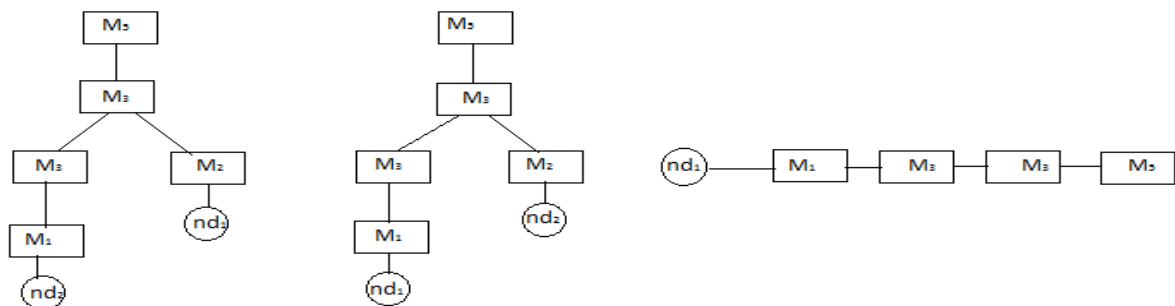 M₅
M₃
M₃ M₂
nd₁
M₁
nd₂
M₅
M₃
M₃ M₂
nd₂
M₁
nd₁
nd₁ M₁ M₃ M₃ M₅